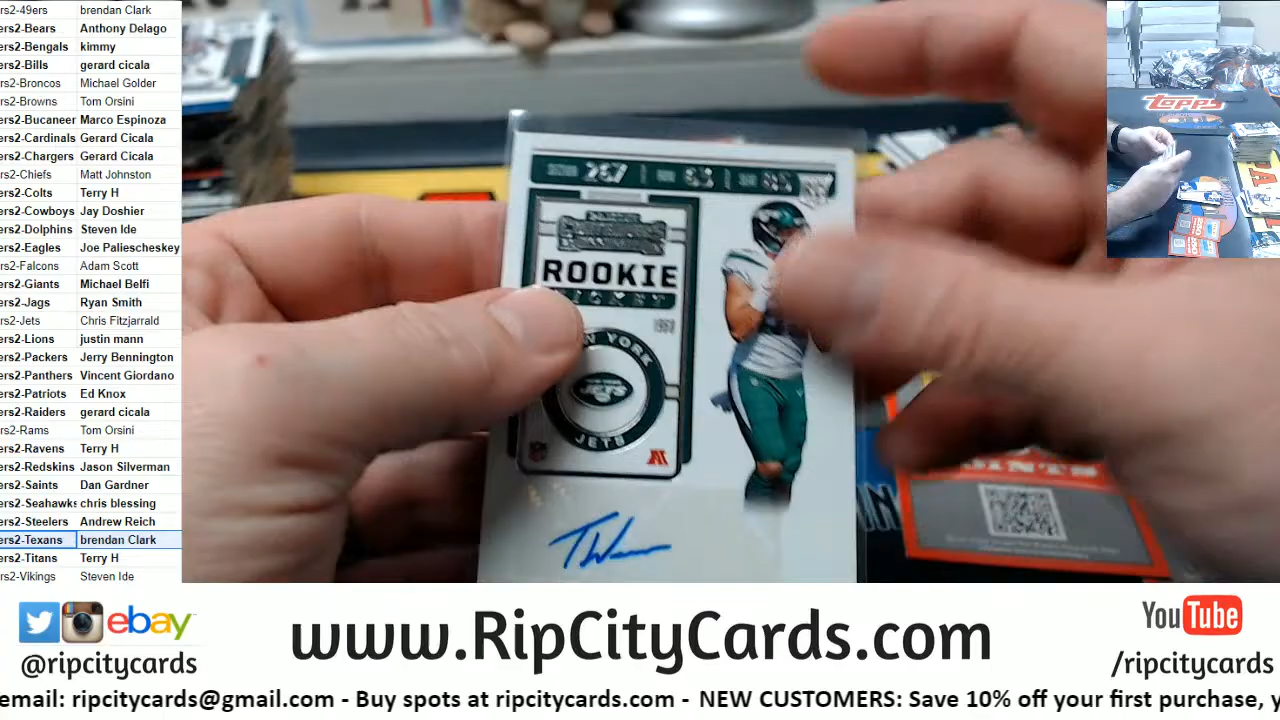 ers2-49ers brendan Clark
ers2-Bears Anthony Delago
ers2-Bengals kimmy
ers2-Bills gerard cicala
ers2-Broncos Michael Golder
ers2-Browns Tom Orsini
ers2-Bucaneer Marco Espinoza
ers2-Cardinals Gerard Cicala
ers2-Chargers Gerard Cicala
ers2-Chiefs Matt Johnston
ers2-Colts Terry H
ers2-Cowboys Jay Doshier
ers2-Dolphins Steven Ide
ers2-Eagles Joe Paliescheskey
ers2-Falcons Adam Scott
ers2-Giants Michael Belfi
ers2-Jags Ryan Smith
ers2-Jets Chris Fitzjarrald
ers2-Lions justin mann
ers2-Packers Jerry Bennington
ers2-Panthers Vincent Giordano
ers2-Patriots Ed Knox
ers2-Raiders gerard cicala
ers2-Rams Tom Orsini
ers2-Ravens Terry H
ers2-Redskins Jason Silverman
ers2-Saints Dan Gardner
ers2-Seahawks chris blessing
ers2-Steelers Andrew Reich
ers2-Texans brendan Clark
ers2-Titans Terry H
ers2-Vikings Steven Ide
ROOKIE
TICKET
YORK
JETS
Topps
ebay
@ripcitycards
www.RipCityCards.com
YouTube
/ripcitycards
email: ripcitycards@gmail.com - Buy spots at ripcitycards.com - NEW CUSTOMERS: Save 10% off your first purchase, y